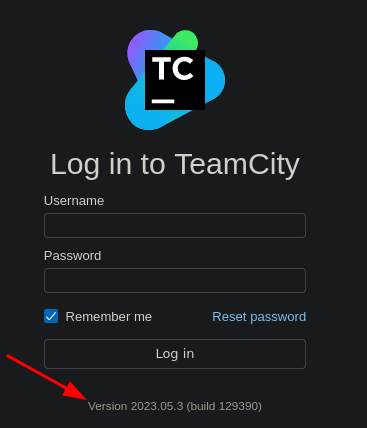 TC
Log in to TeamCity
Username
Password
Remember me Reset password
Log in
Version 2023.05.3 (build 129390)